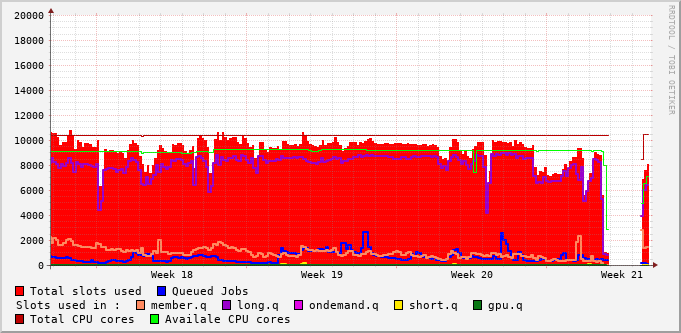 20000
18000
16000
14000
12000
10000
8000
6000
4000
2000
0
RRDTOOL / TOBI OETIKER
Week 18 Week 19 Week 20 Week 21
Total slots used Queued Jobs
Slots used in : member.q long.q ondemand.q short.q gpu.q
Total CPU cores Availale CPU cores